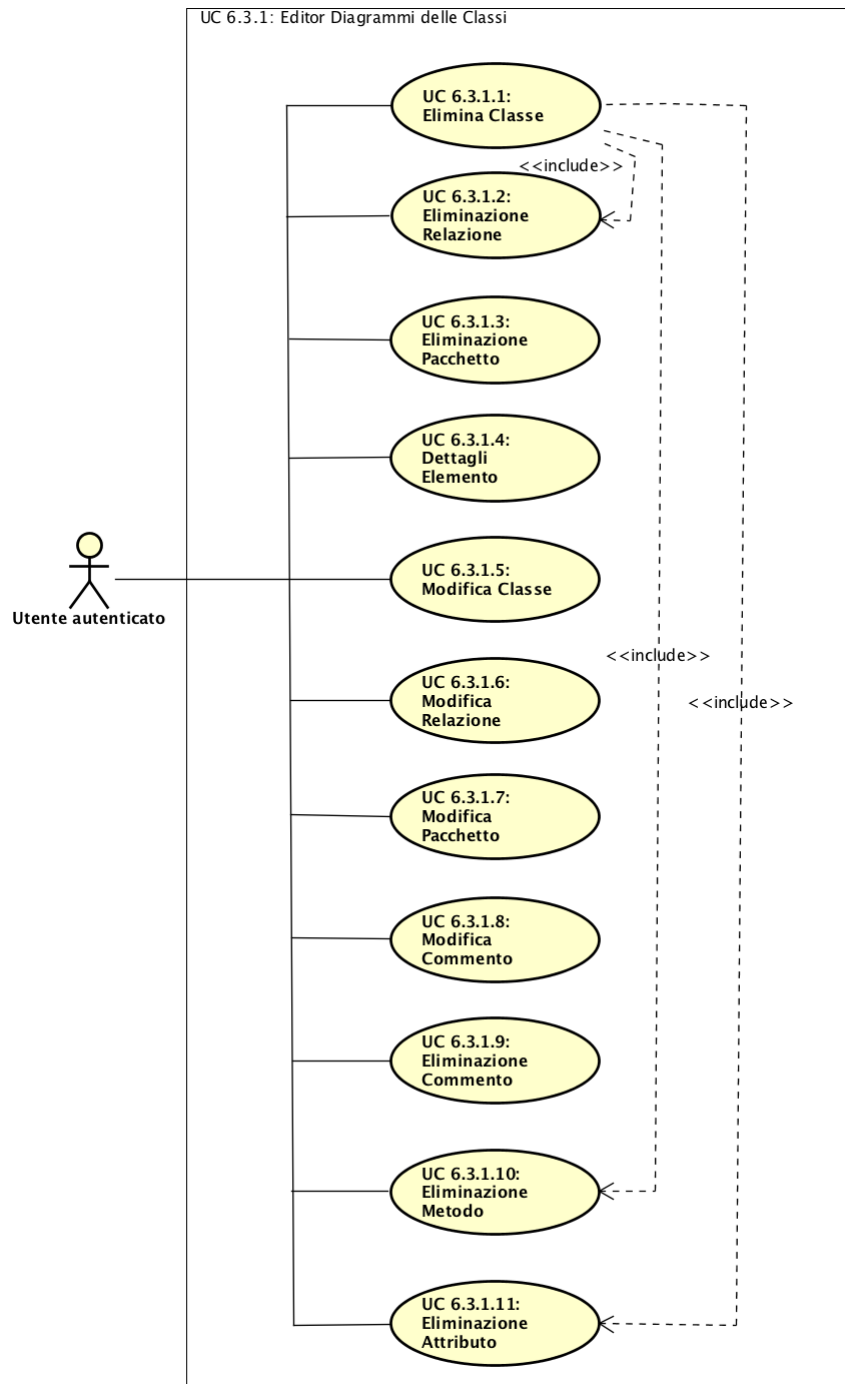 UC 6.3.1: Editor Diagrammi delle Classi
UC 6.3.1.1:
Elimina Classe
<<include>>
UC 6.3.1.2:
Eliminazione
Relazione
UC 6.3.1.3:
Eliminazione
Pacchetto
UC 6.3.1.4:
Dettagli
Elemento
UC 6.3.1.5:
Modifica Classe
Utente autenticato
<<include>>
UC 6.3.1.6:
Modifica
Relazione
<<include>>
UC 6.3.1.7:
Modifica
Pacchetto
UC 6.3.1.8:
Modifica
Commento
UC 6.3.1.9:
Eliminazione
Commento
UC 6.3.1.10:
Eliminazione
Metodo
UC 6.3.1.11:
Eliminazione
Attributo